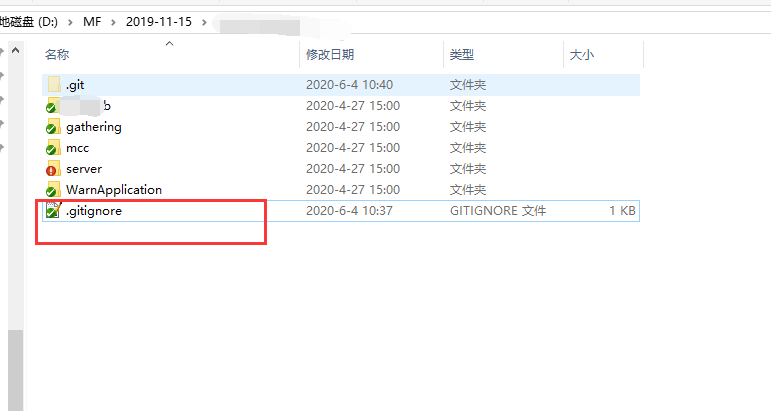 地磁盘 (D:) > MF > 2019-11-15 >
名称 修改日期 类型 大小
.git 2020-6-4 10:40 文件夹
b 2020-4-27 15:00 文件夹
gathering 2020-4-27 15:00 文件夹
mcc 2020-4-27 15:00 文件夹
server 2020-4-27 15:00 文件夹
WarnApplication 2020-4-27 15:00 文件夹
.gitignore 2020-6-4 10:37 GITIGNORE 文件 1 KB